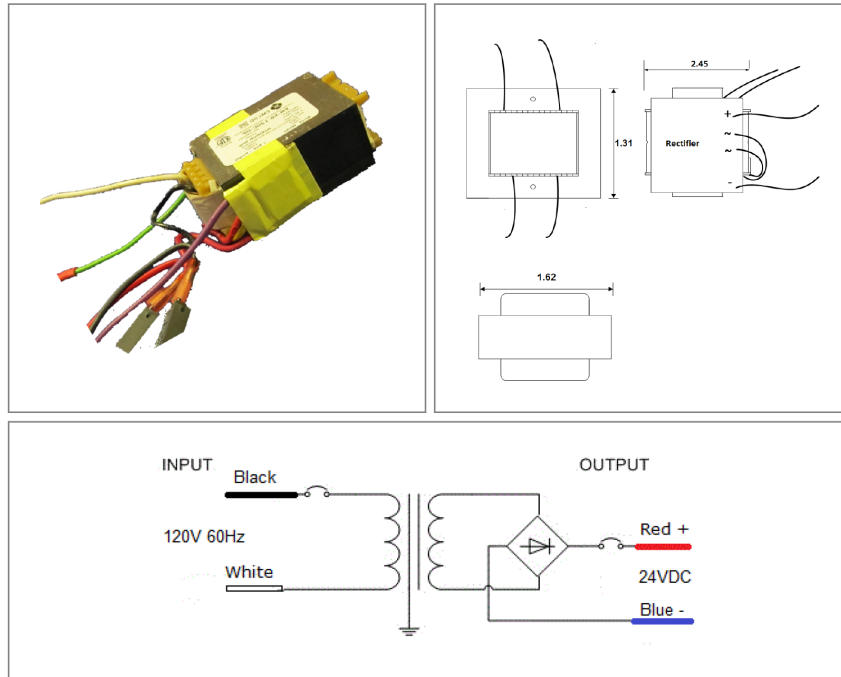 2.45
1.31
+
~
Rectifier
~
-
1.62
INPUT
OUTPUT
Black
Red +
120V 60Hz
24VDC
White
Blue -